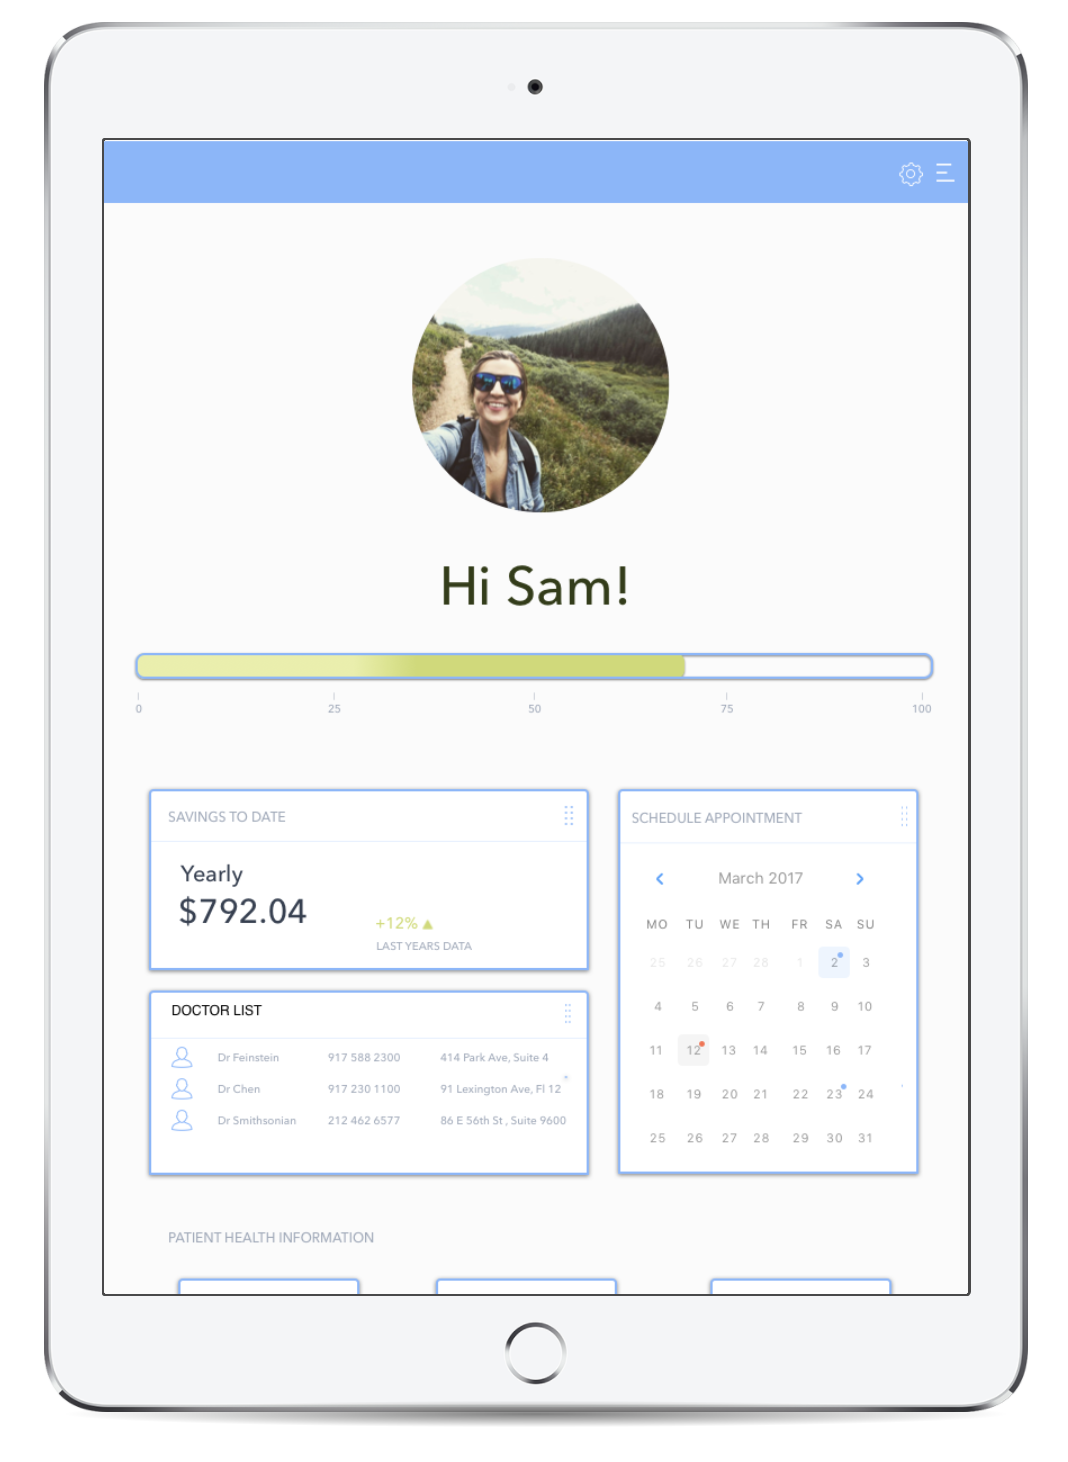 Hi Sam!
0 25 50 75 100
SAVINGS TO DATE
Yearly
$792.04
+12% ▲
LAST YEARS DATA
DOCTOR LIST
Dr Feinstein 917 588 2300 414 Park Ave, Suite 4
Dr Chen 917 230 1100 91 Lexington Ave, Fl 12
Dr Smithsonian 212 462 6577 86 E 56th St , Suite 9600
SCHEDULE APPOINTMENT
March 2017
MO TU WE TH FR SA SU
25 26 27 28 1 2 3
4 5 6 7 8 9 10
11 12 13 14 15 16 17
18 19 20 21 22 23 24
25 26 27 28 29 30 31
PATIENT HEALTH INFORMATION